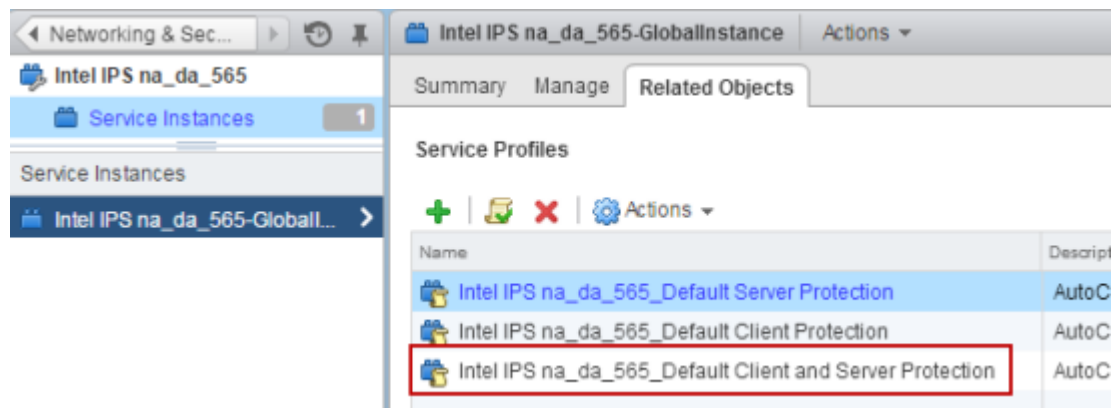 Networking & Sec...
Intel IPS na_da_565
Service Instances 1
Service Instances
Intel IPS na_da_565-GlobalI...
Intel IPS na_da_565-GlobalInstance Actions
Summary Manage Related Objects
Service Profiles
Actions
Name Descript
Intel IPS na_da_565_Default Server Protection AutoC
Intel IPS na_da_565_Default Client Protection AutoC
Intel IPS na_da_565_Default Client and Server Protection AutoC